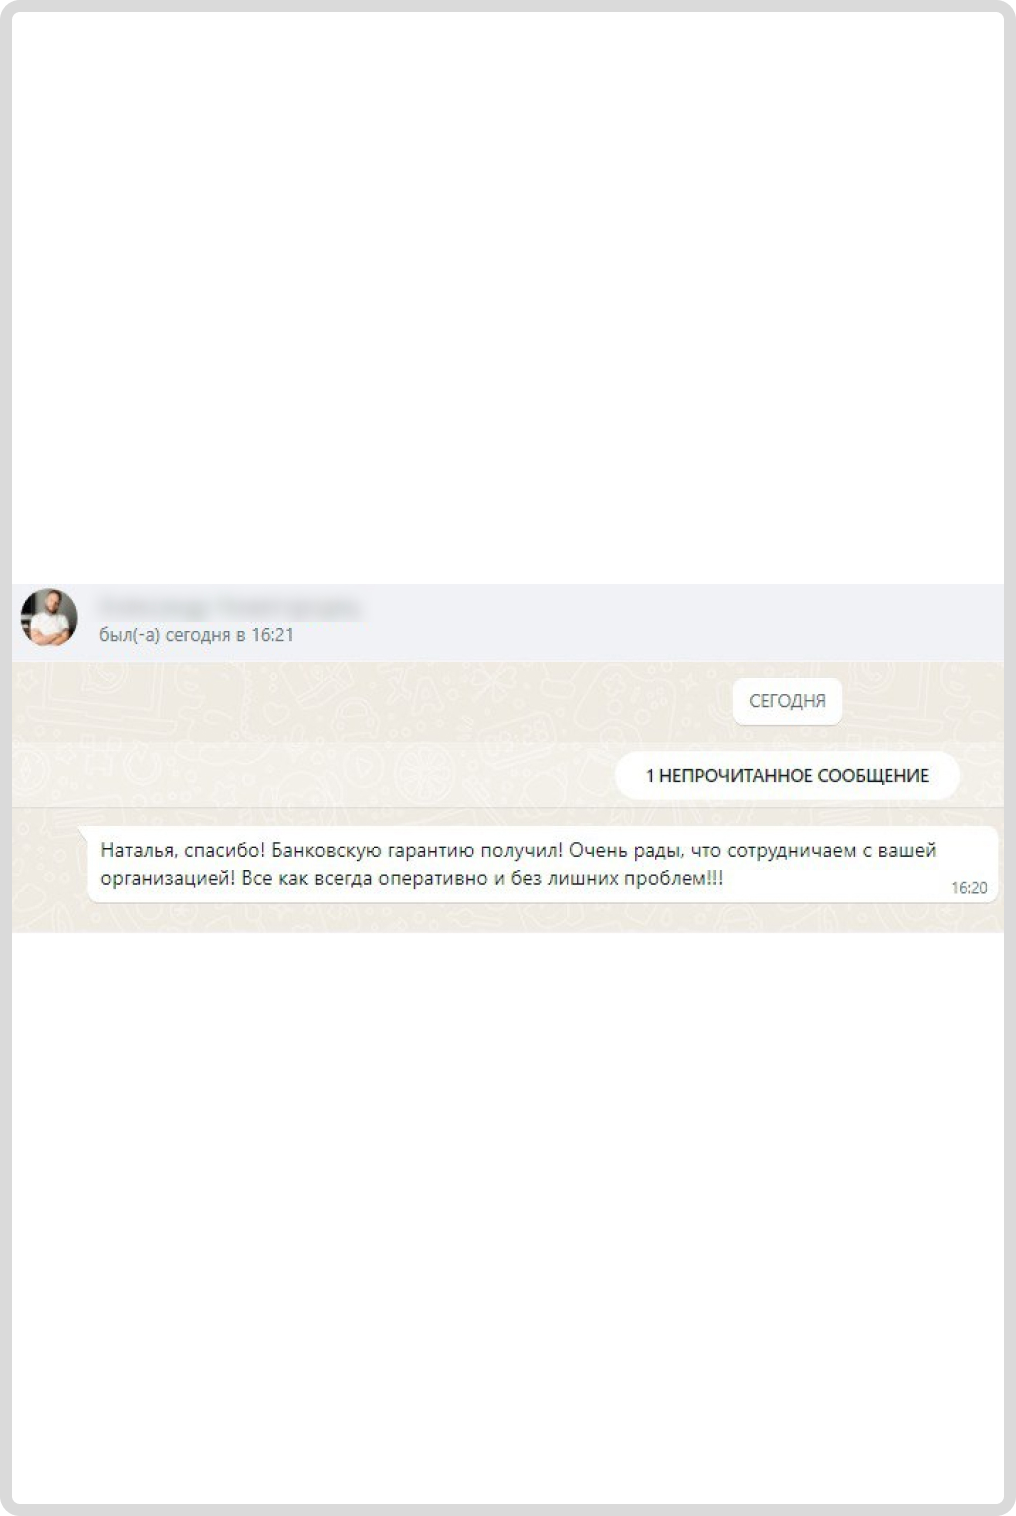 был(-а) сегодня в 16:21
СЕГОДНЯ
1 НЕПРОЧИТАННОЕ СООБЩЕНИЕ
Наталья, спасибо! Банковскую гарантию получил! Очень рады, что сотрудничаем с вашей
организацией! Все как всегда оперативно и без лишних проблем!!!
16:20